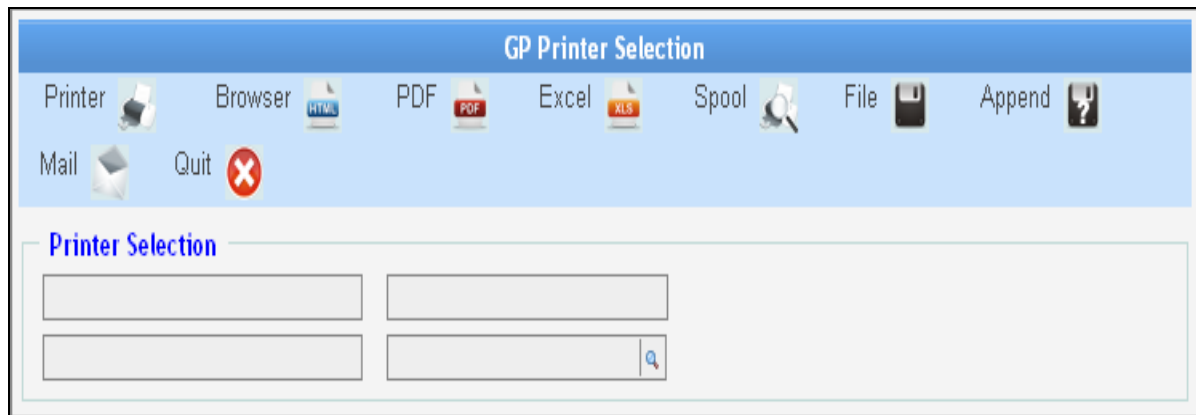 GP Printer Selection
Printer Browser HTML PDF PDF Excel XLS Spool File Append ?
Mail Quit
Printer Selection